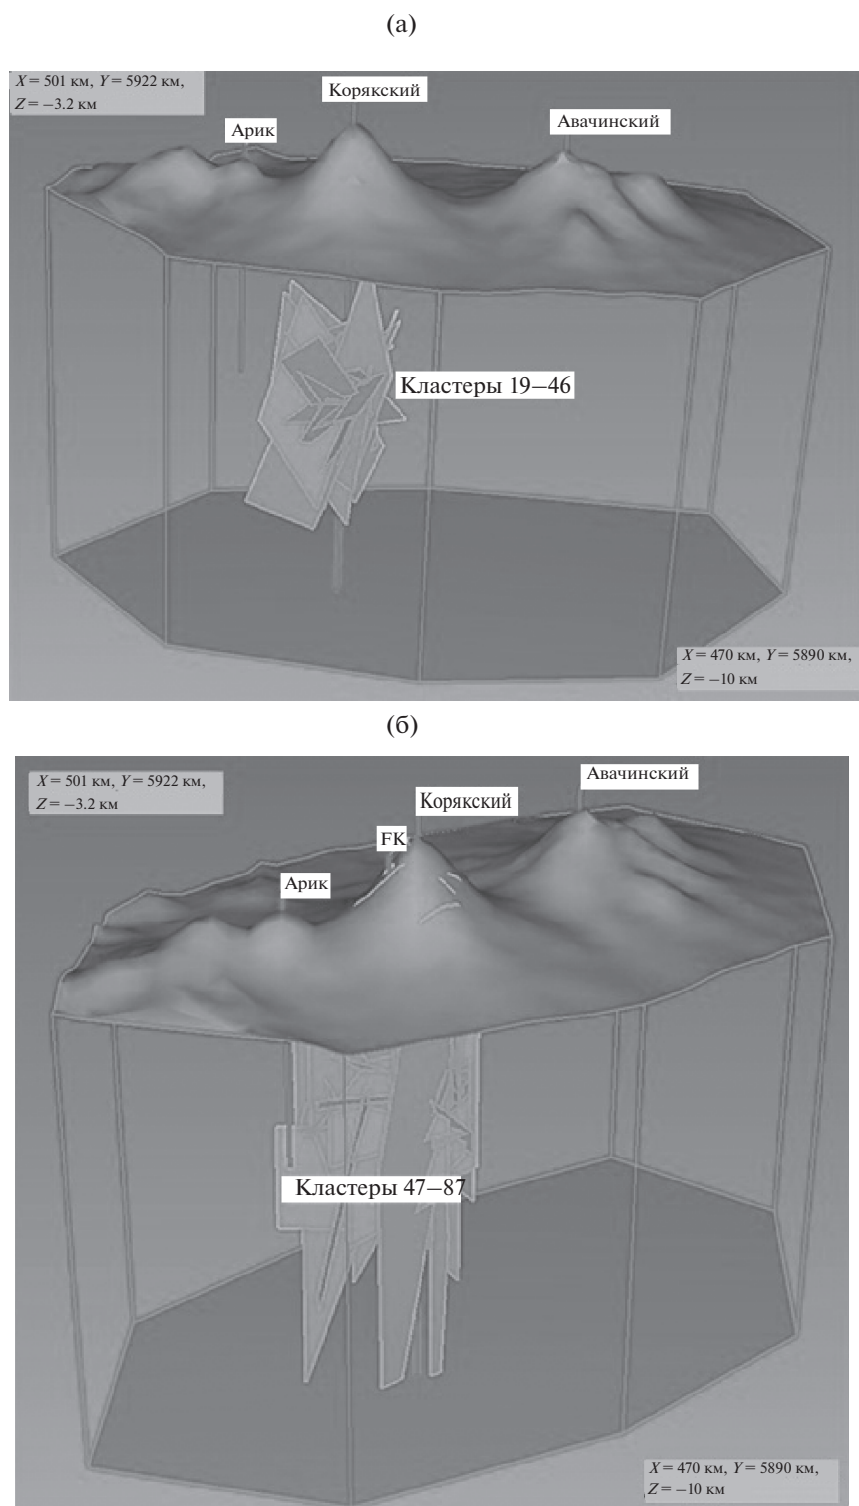 (а)
X = 501 км, Y = 5922 км,
Z = −3.2 км
Корякский
Авачинский
Арик
Кластеры 19–46
X = 470 км, Y = 5890 км,
Z = −10 км
(б)
X = 501 км, Y = 5922 км,
Z = −3.2 км
Авачинский
Корякский
FK
Арик
Кластеры 47–87
X = 470 км, Y = 5890 км,
Z = −10 км